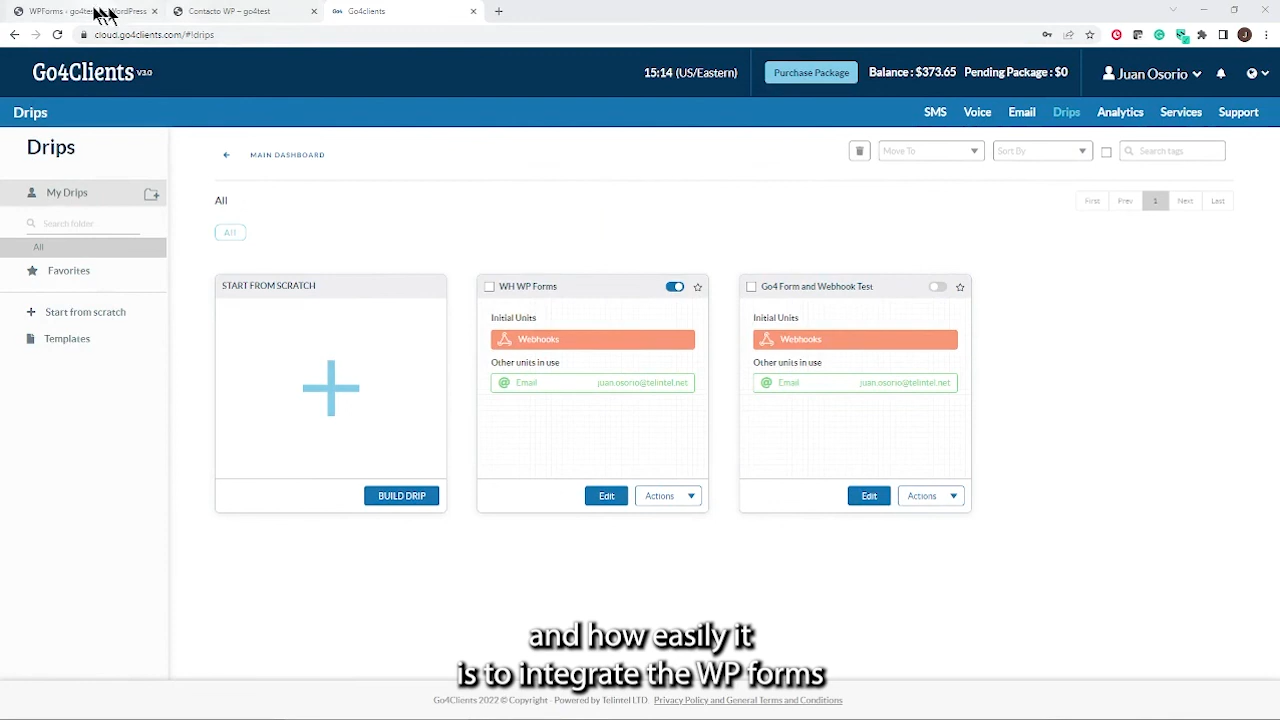 WPForms ‹ go4test — WordPress
Contacto WP – go4test
Go4clients
cloud.go4clients.com/#!drips
J
Go4Clients V3.0
15:14 (US/Eastern)
Purchase Package
Balance : $373.65
Pending Package : $0
Juan Osorio
Drips
SMS
Voice
Email
Drips
Analytics
Services
Support
Drips
My Drips
Search folder
All
Favorites
Start from scratch
Templates
MAIN DASHBOARD
Move To
Sort By
Search tags
All
First
Prev
1
Next
Last
All
START FROM SCRATCH
BUILD DRIP
WH WP Forms
Initial Units
Webhooks
Other units in use
Email juan.osorio@telintel.net
Edit
Actions
Go4 Form and Webhook Test
Initial Units
Webhooks
Other units in use
Email juan.osorio@telintel.net
Edit
Actions
and how easily it
is to integrate the WP forms
Go4Clients 2022 © Copyright - Powered by Telintel LTD Privacy Policy and General Terms and Conditions